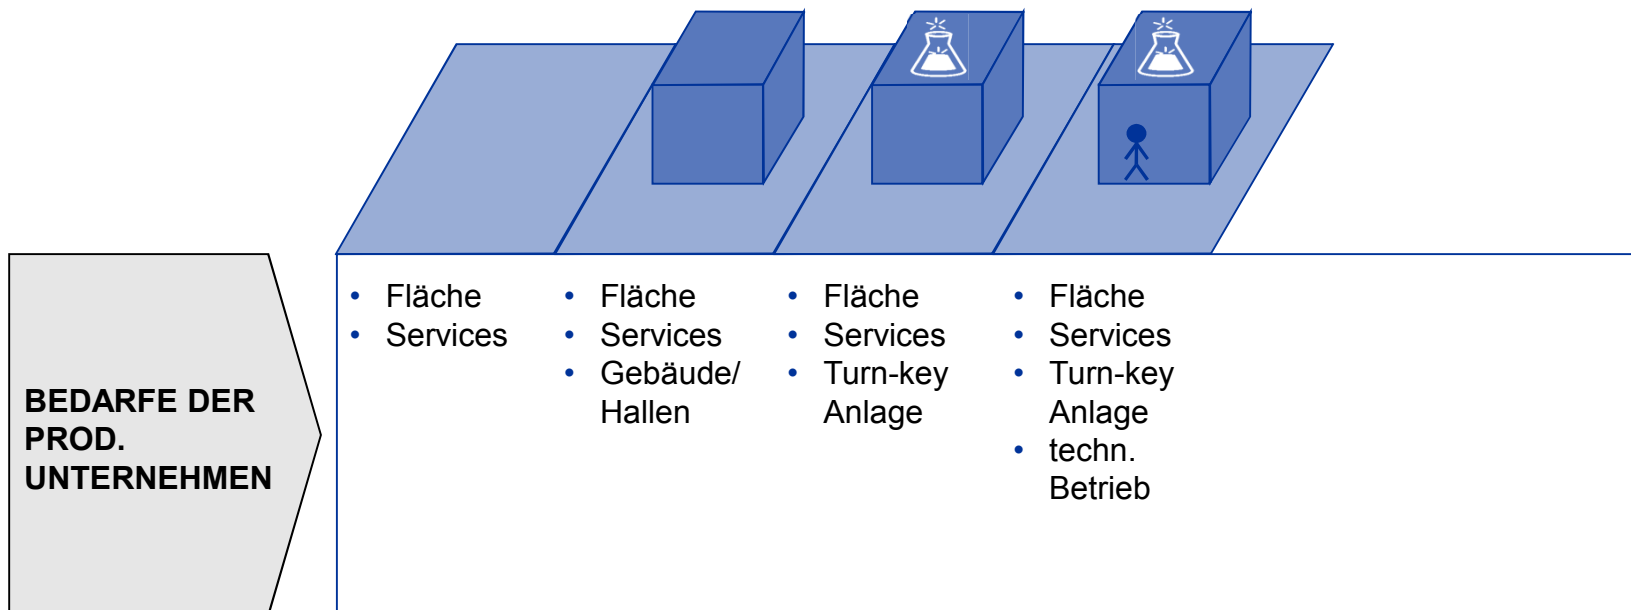 BEDARFE DER
PROD.
UNTERNEHMEN
• Fläche
• Services
• Fläche
• Services
• Gebäude/
Hallen
• Fläche
• Services
• Turn-key
Anlage
• Fläche
• Services
• Turn-key
Anlage
• techn.
Betrieb